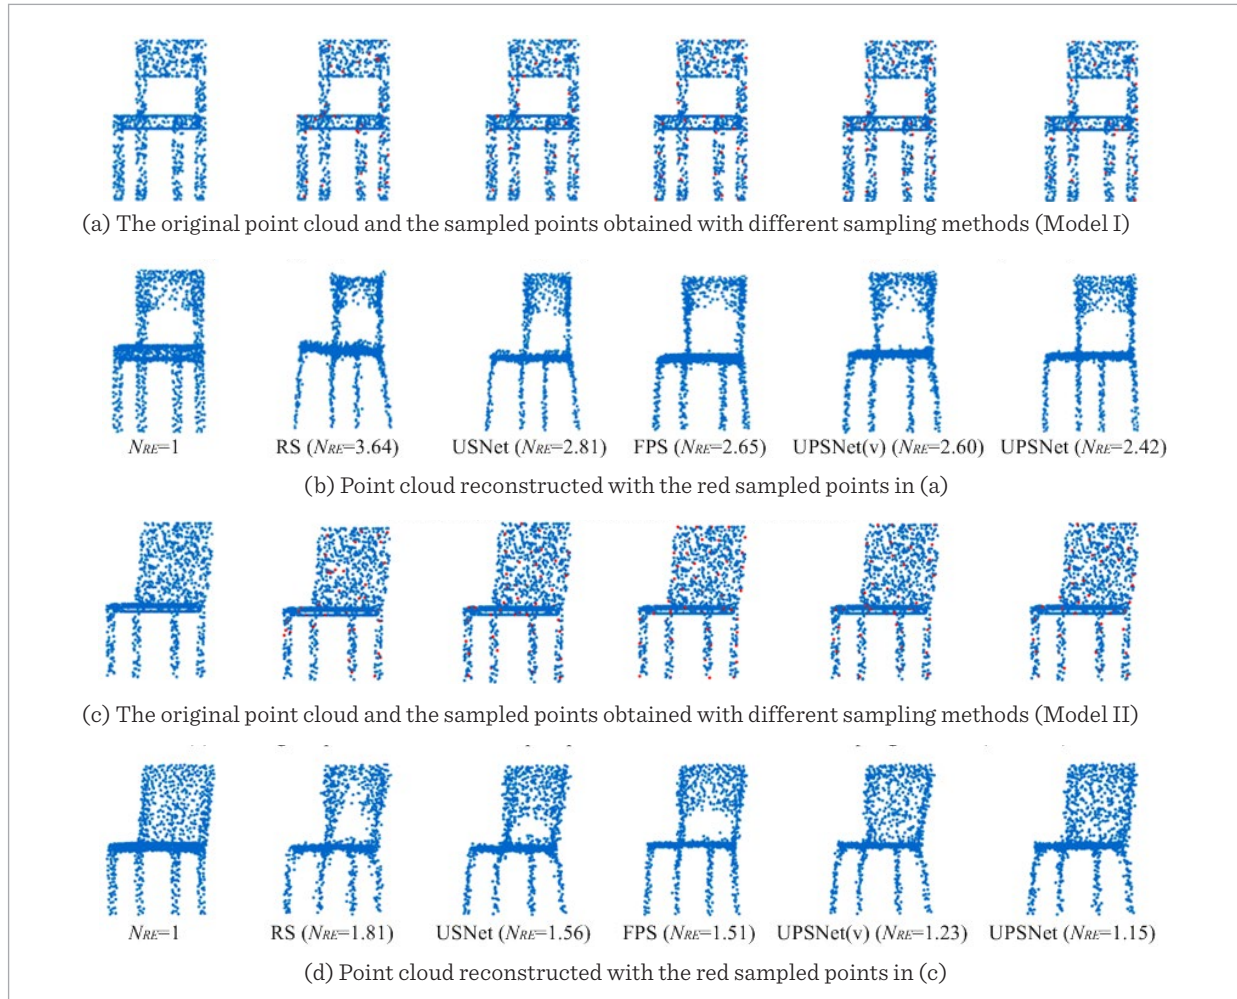 (a) The original point cloud and the sampled points obtained with different sampling methods (Model I)
NRE=1 RS (NRE=3.64) USNet (NRE=2.81) FPS (NRE=2.65) UPSNet(v) (NRE=2.60) UPSNet (NRE=2.42)
(b) Point cloud reconstructed with the red sampled points in (a)
(c) The original point cloud and the sampled points obtained with different sampling methods (Model II)
NRE=1 RS (NRE=1.81) USNet (NRE=1.56) FPS (NRE=1.51) UPSNet(v) (NRE=1.23) UPSNet (NRE=1.15)
(d) Point cloud reconstructed with the red sampled points in (c)